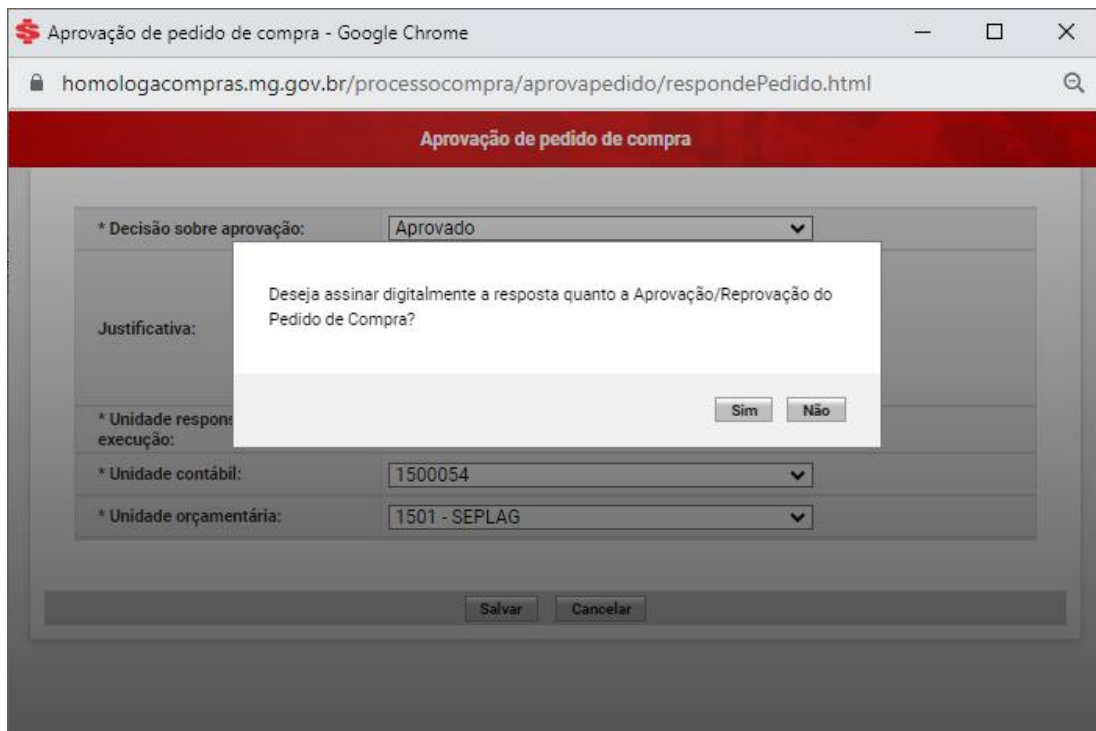 Aprovação de pedido de compra - Google Chrome
homologacompras.mg.gov.br/processocompra/aprovapedido/respondePedido.html
Aprovação de pedido de compra
* Decisão sobre aprovação: Aprovado
Deseja assinar digitalmente a resposta quanto a Aprovação/Reprovação do
Pedido de Compra?
Justificativa:
Sim Não
* Unidade
execução:
* Unidade contábil: 1500054
* Unidade orçamentária: 1501 - SEPLAG
Salvar Cancelar